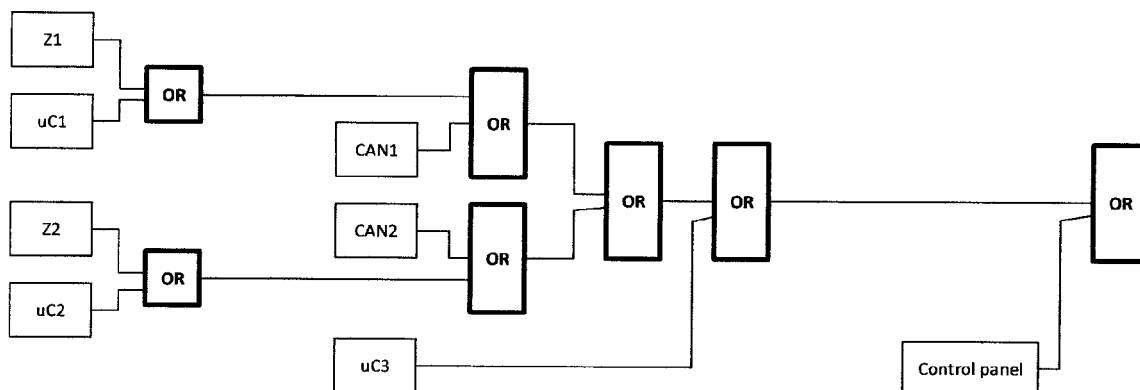 Z1
OR
uC1
OR
CAN1
OR
OR
OR
Z2
CAN2
OR
OR
uC2
uC3
Control panel